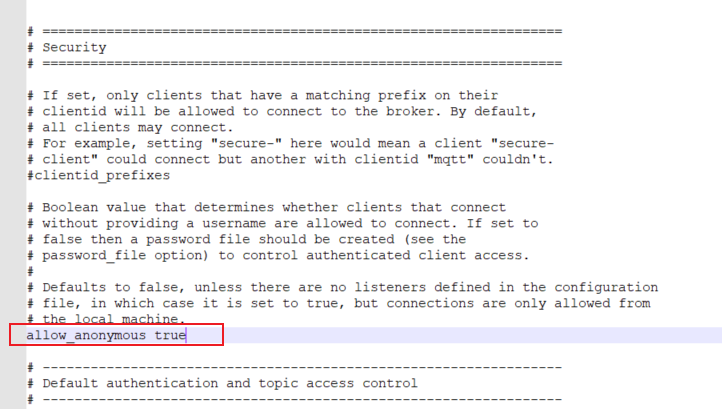 # =================================================================
# Security
# =================================================================

# If set, only clients that have a matching prefix on their
# clientid will be allowed to connect to the broker. By default,
# all clients may connect.
# For example, setting "secure-" here would mean a client "secure-
# client" could connect but another with clientid "mqtt" couldn't.
#clientid_prefixes

# Boolean value that determines whether clients that connect
# without providing a username are allowed to connect. If set to
# false then a password file should be created (see the
# password_file option) to control authenticated client access.
#
# Defaults to false, unless there are no listeners defined in the configuration
# file, in which case it is set to true, but connections are only allowed from
# the local machine.
allow_anonymous true

# -----------------------------------------------------------------
# Default authentication and topic access control
# -----------------------------------------------------------------